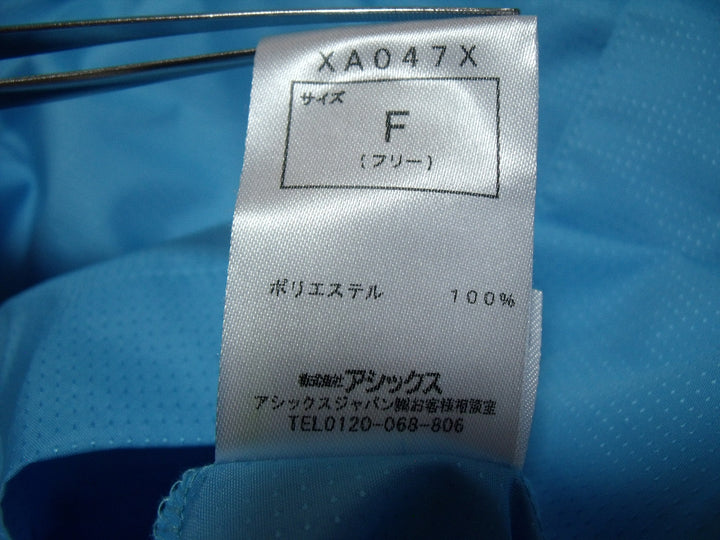 XA047X
サイズ
F
(フリー)
ポリエステル 100%
株式会社アシックス
アシックスジャパン㈱お客様相談室
TEL0120-068-806